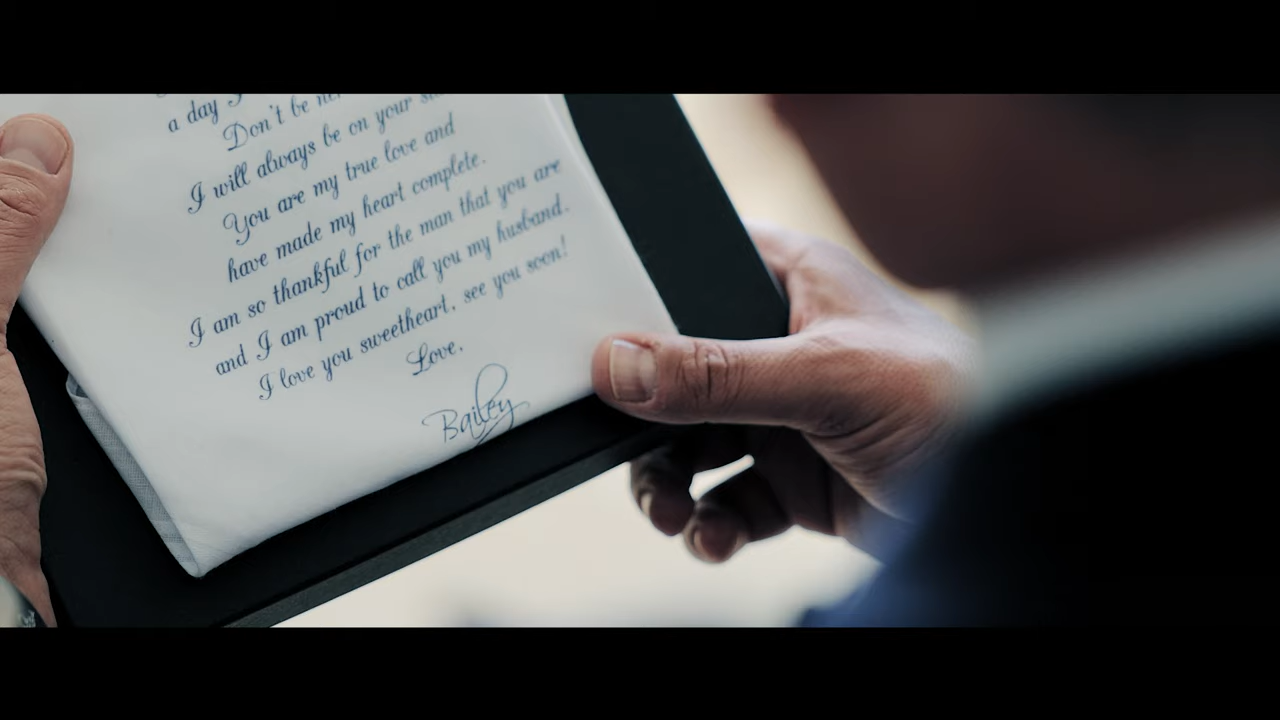 a day
Don't be
I will always be on your
You are my true love and
have made my heart complete.
I am so thankful for the man that you are
and I am proud to call you my husband.
I love you sweetheart, see you soon!
Love,
Bailey